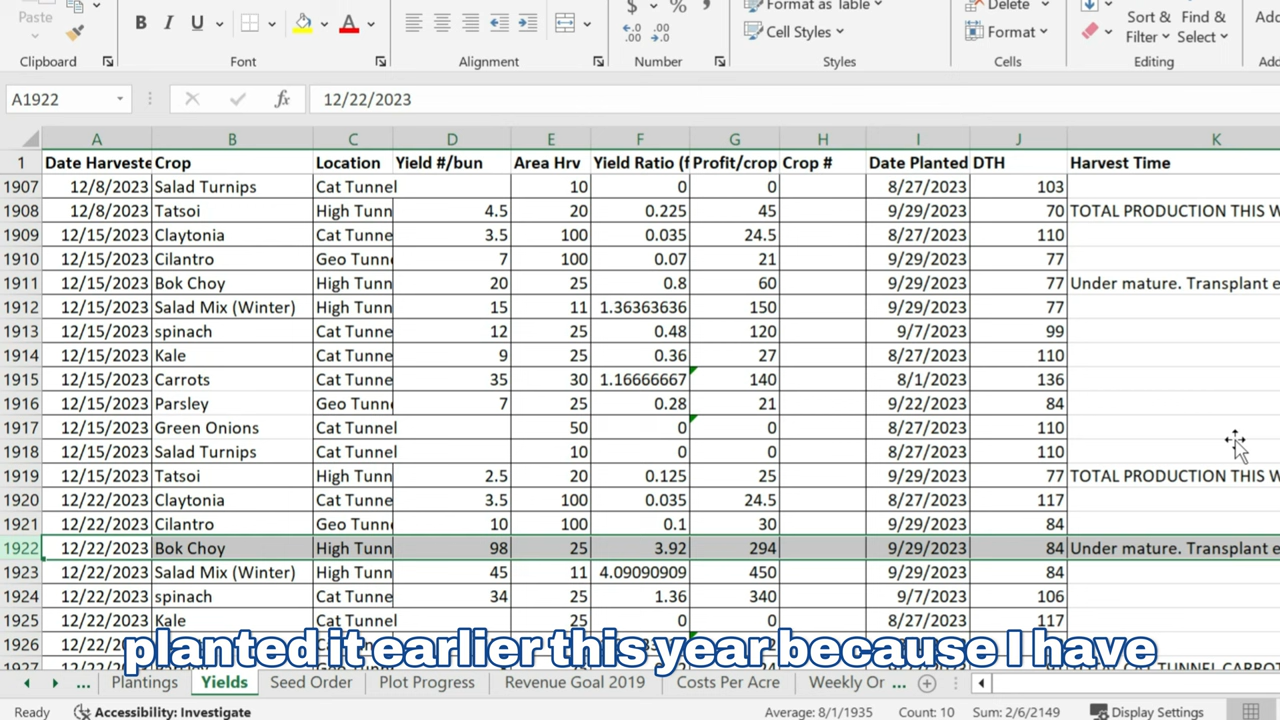 Paste Format as Table Delete
B I U A $ % , Cell Styles Format Sort & Filter Find & Select
Clipboard Font Alignment Number Styles Cells Editing
A1922 fx 12/22/2023
A B C D E F G H I J K
1 Date Harveste Crop Location Yield #/bun Area Hrv Yield Ratio (f Profit/crop Crop # Date Planted DTH Harvest Time
1907 12/8/2023 Salad Turnips Cat Tunnel 10 0 0 8/27/2023 103
1908 12/8/2023 Tatsoi High Tunn 4.5 20 0.225 45 9/29/2023 70 TOTAL PRODUCTION THIS W
1909 12/15/2023 Claytonia Cat Tunne 3.5 100 0.035 24.5 8/27/2023 110
1910 12/15/2023 Cilantro Geo Tunne 7 100 0.07 21 9/29/2023 77
1911 12/15/2023 Bok Choy High Tunn 20 25 0.8 60 9/29/2023 77 Under mature. Transplant e
1912 12/15/2023 Salad Mix (Winter) High Tunn 15 11 1.36363636 150 9/29/2023 77
1913 12/15/2023 spinach Cat Tunne 12 25 0.48 120 9/7/2023 99
1914 12/15/2023 Kale Cat Tunne 9 25 0.36 27 8/27/2023 110
1915 12/15/2023 Carrots Cat Tunne 35 30 1.16666667 140 8/1/2023 136
1916 12/15/2023 Parsley Geo Tunn 7 25 0.28 21 9/22/2023 84
1917 12/15/2023 Green Onions Cat Tunnel 50 0 0 8/27/2023 110
1918 12/15/2023 Salad Turnips Cat Tunnel 10 0 0 8/27/2023 110
1919 12/15/2023 Tatsoi High Tunn 2.5 20 0.125 25 9/29/2023 77 TOTAL PRODUCTION THIS W
1920 12/22/2023 Claytonia Cat Tunne 3.5 100 0.035 24.5 8/27/2023 117
1921 12/22/2023 Cilantro Geo Tunn 10 100 0.1 30 9/29/2023 84
1922 12/22/2023 Bok Choy High Tunn 98 25 3.92 294 9/29/2023 84 Under mature. Transplant e
1923 12/22/2023 Salad Mix (Winter) High Tunn 45 11 4.09090909 450 9/29/2023 84
1924 12/22/2023 spinach Cat Tunne 34 25 1.36 340 9/7/2023 106
1925 12/22/2023 Kale Cat Tunnel 25 0 0 8/27/2023 117
1926
planted it earlier this year because I have
... Plantings Yields Seed Order Plot Progress Revenue Goal 2019 Costs Per Acre Weekly Or ...
Ready Accessibility: Investigate Average: 8/1/1935 Count: 10 Sum: 2/6/2149 Display Settings